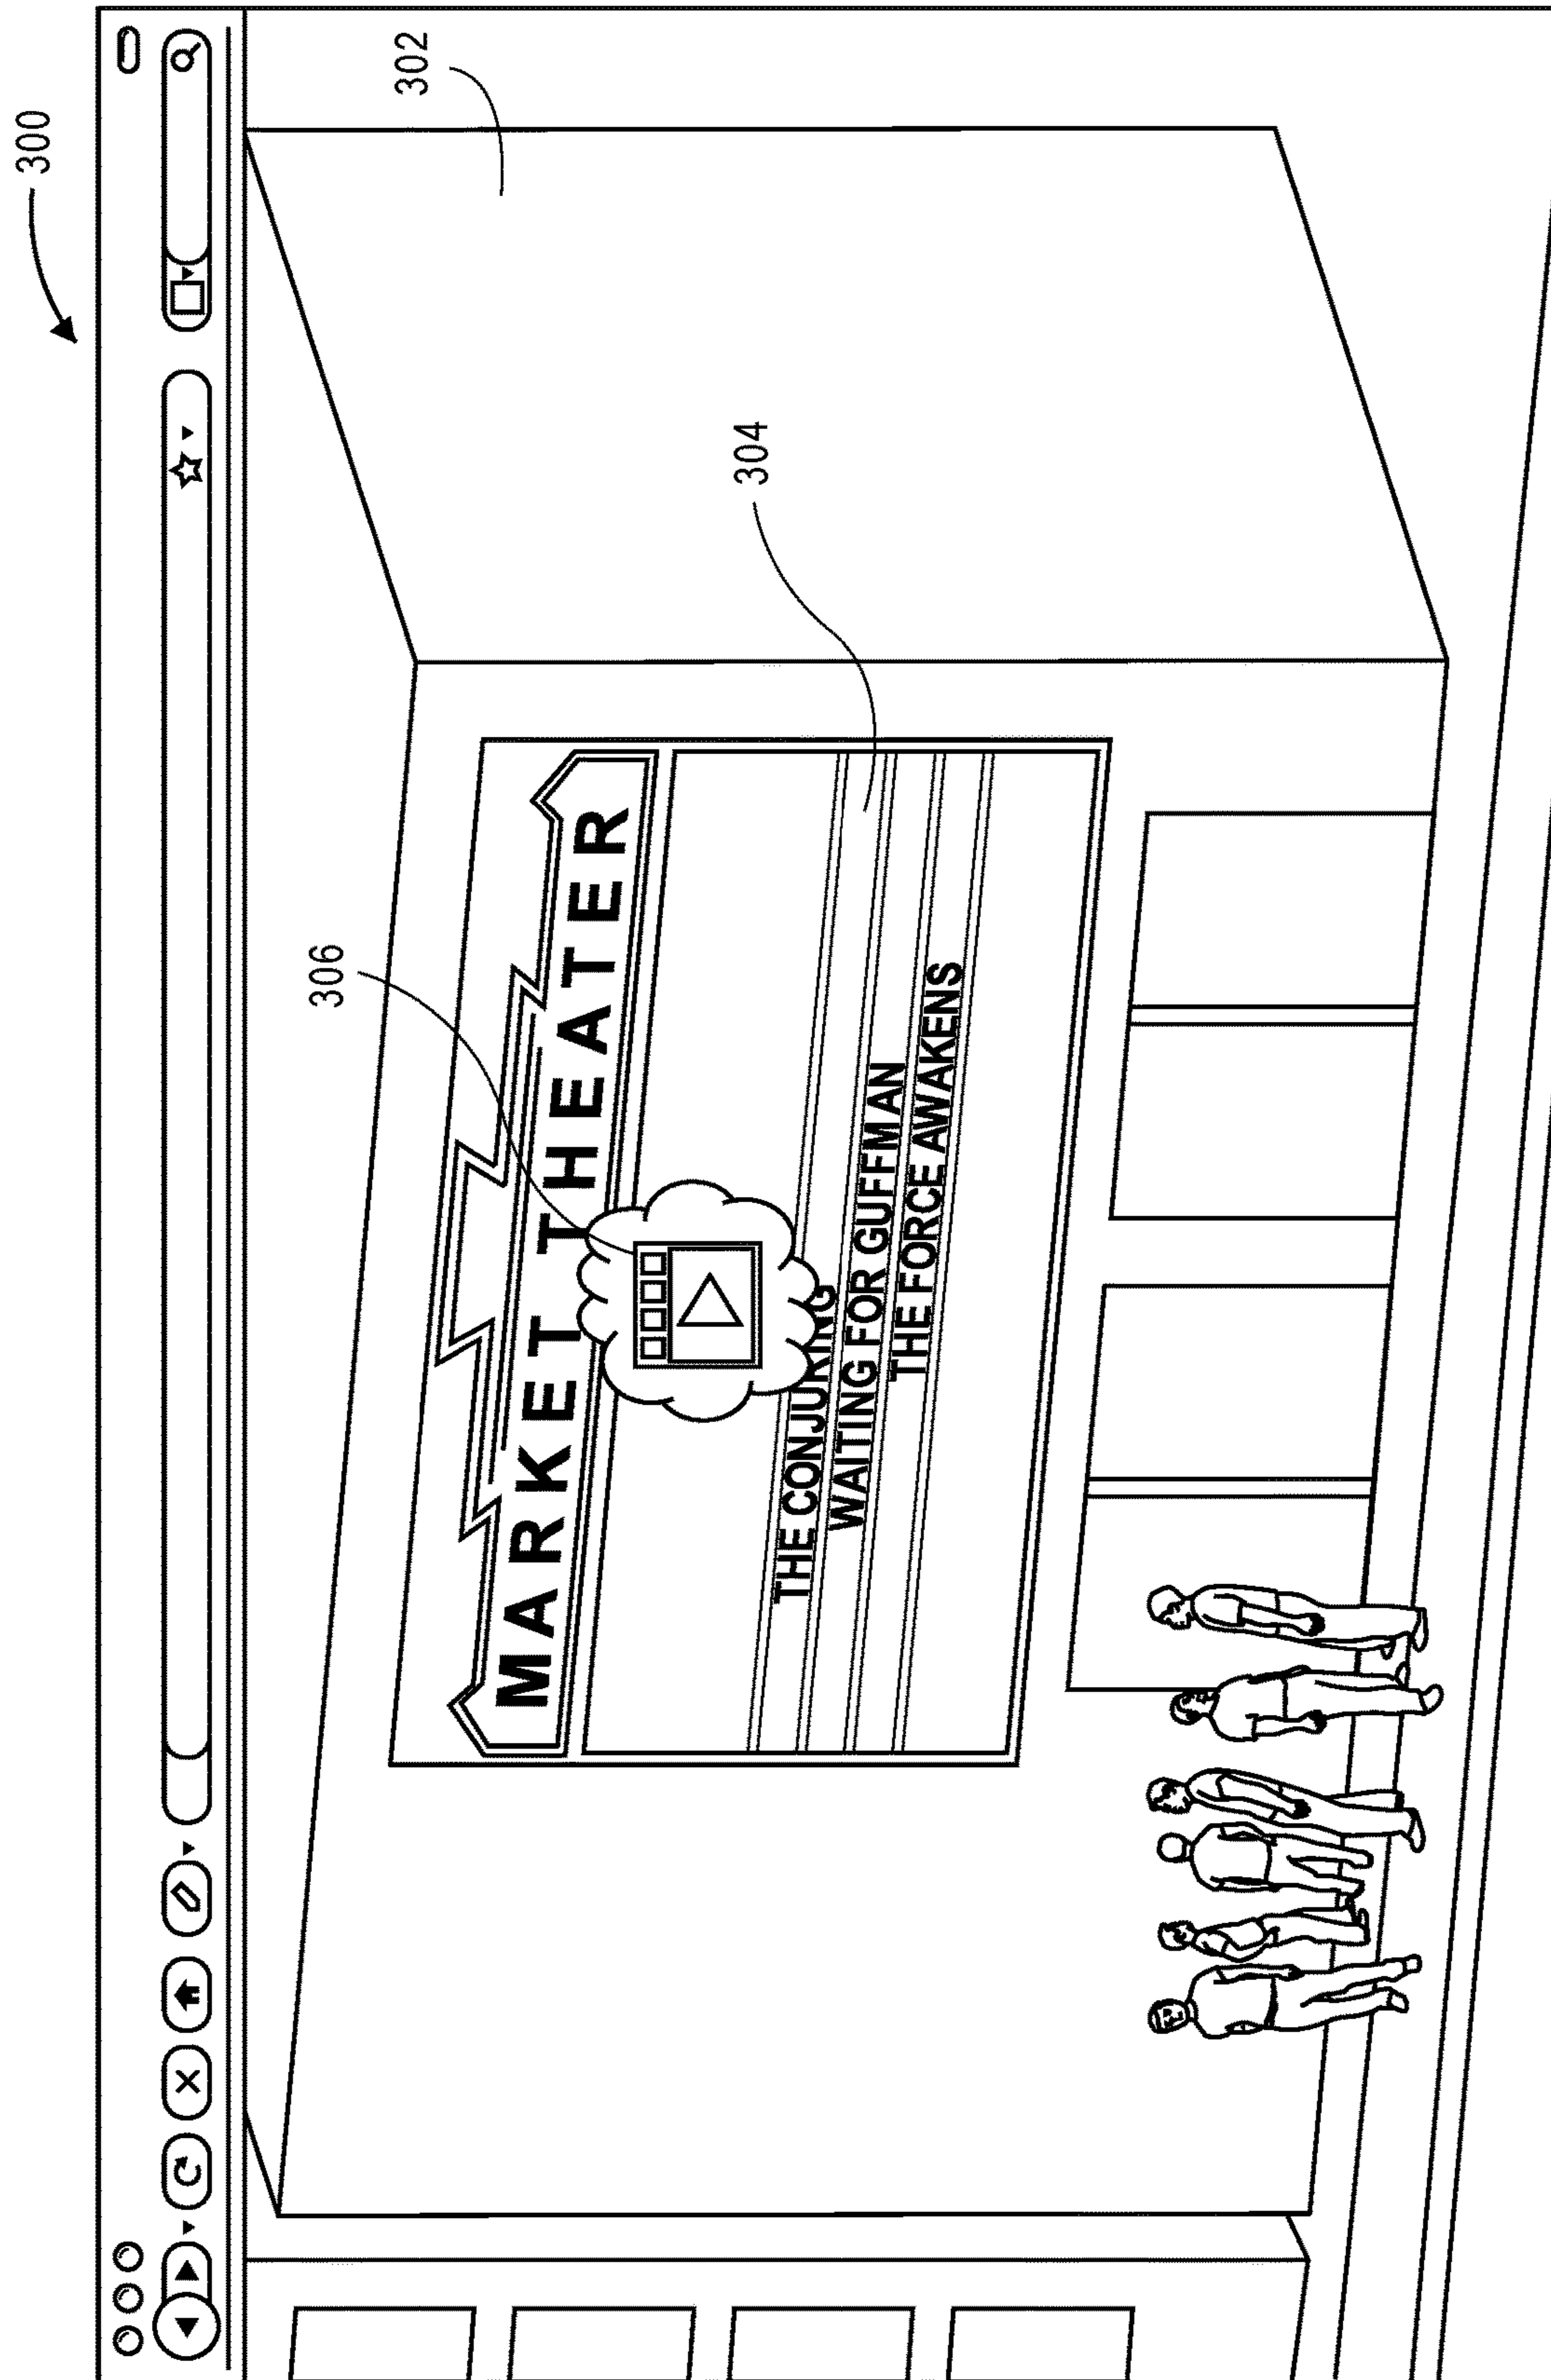 300
302
304
306
MARKET THEATER
THE CONJURING
WAITING FOR GUFFMAN
THE FORCE AWAKENS